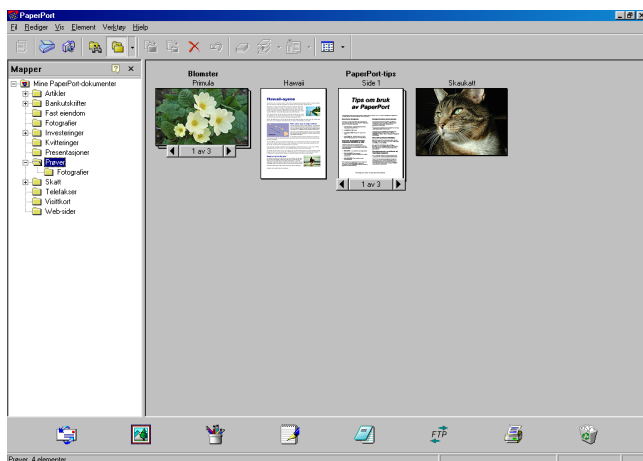 PaperPort
Fil Rediger Vis Element Verktøy Hjelp
Mapper
Mine PaperPort-dokumenter
Artikler
Bankutskrifter
Fast eiendom
Fotografier
Investeringer
Kvitteringer
Presentasjoner
Prøver
Fotografier
Skatt
Telefakser
Visittkort
Web-sider
Blomster
Primula
1 av 3
Hawaii
Hawaii-øyene
PaperPort-tips
Side 1
Tips om bruk
av PaperPort
1 av 3
Skaukatt
FTP
Prøver, 4 elementer